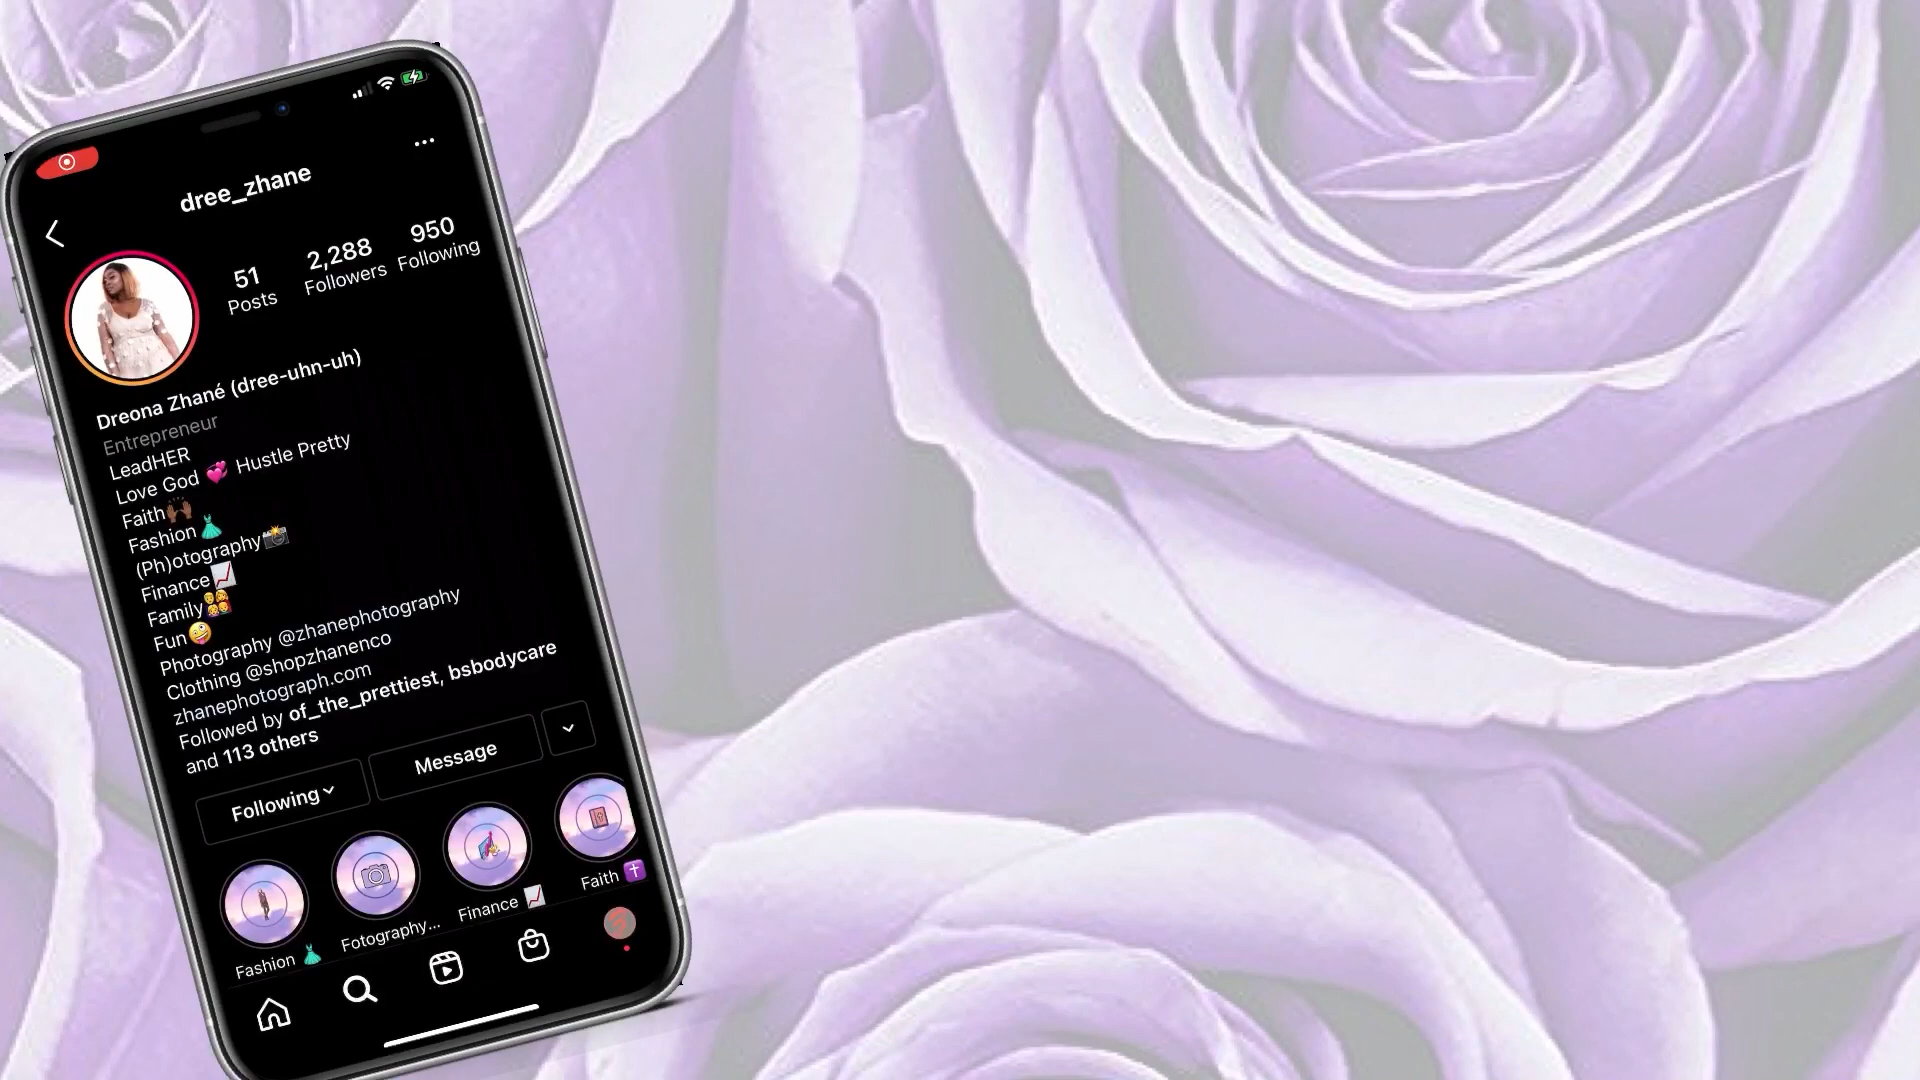 dree_zhane
51
Posts
2,288
Followers
950
Following
Dreona Zhané (dree-uhn-uh)
Entrepreneur
LeadHER
Love God 💞 Hustle Pretty
Faith🙌🏾
Fashion👗
(Ph)otography📸
Finance📈
Family👨‍👩‍👧‍👦
Fun🤪
Photography @zhanephotography
Clothing @shopzhanenco
zhanephotograph.com
Followed by of_the_prettiest, bsbodycare
and 113 others
Following
Message
Fashion 👗
Fotography...
Finance 📈
Faith ✝️